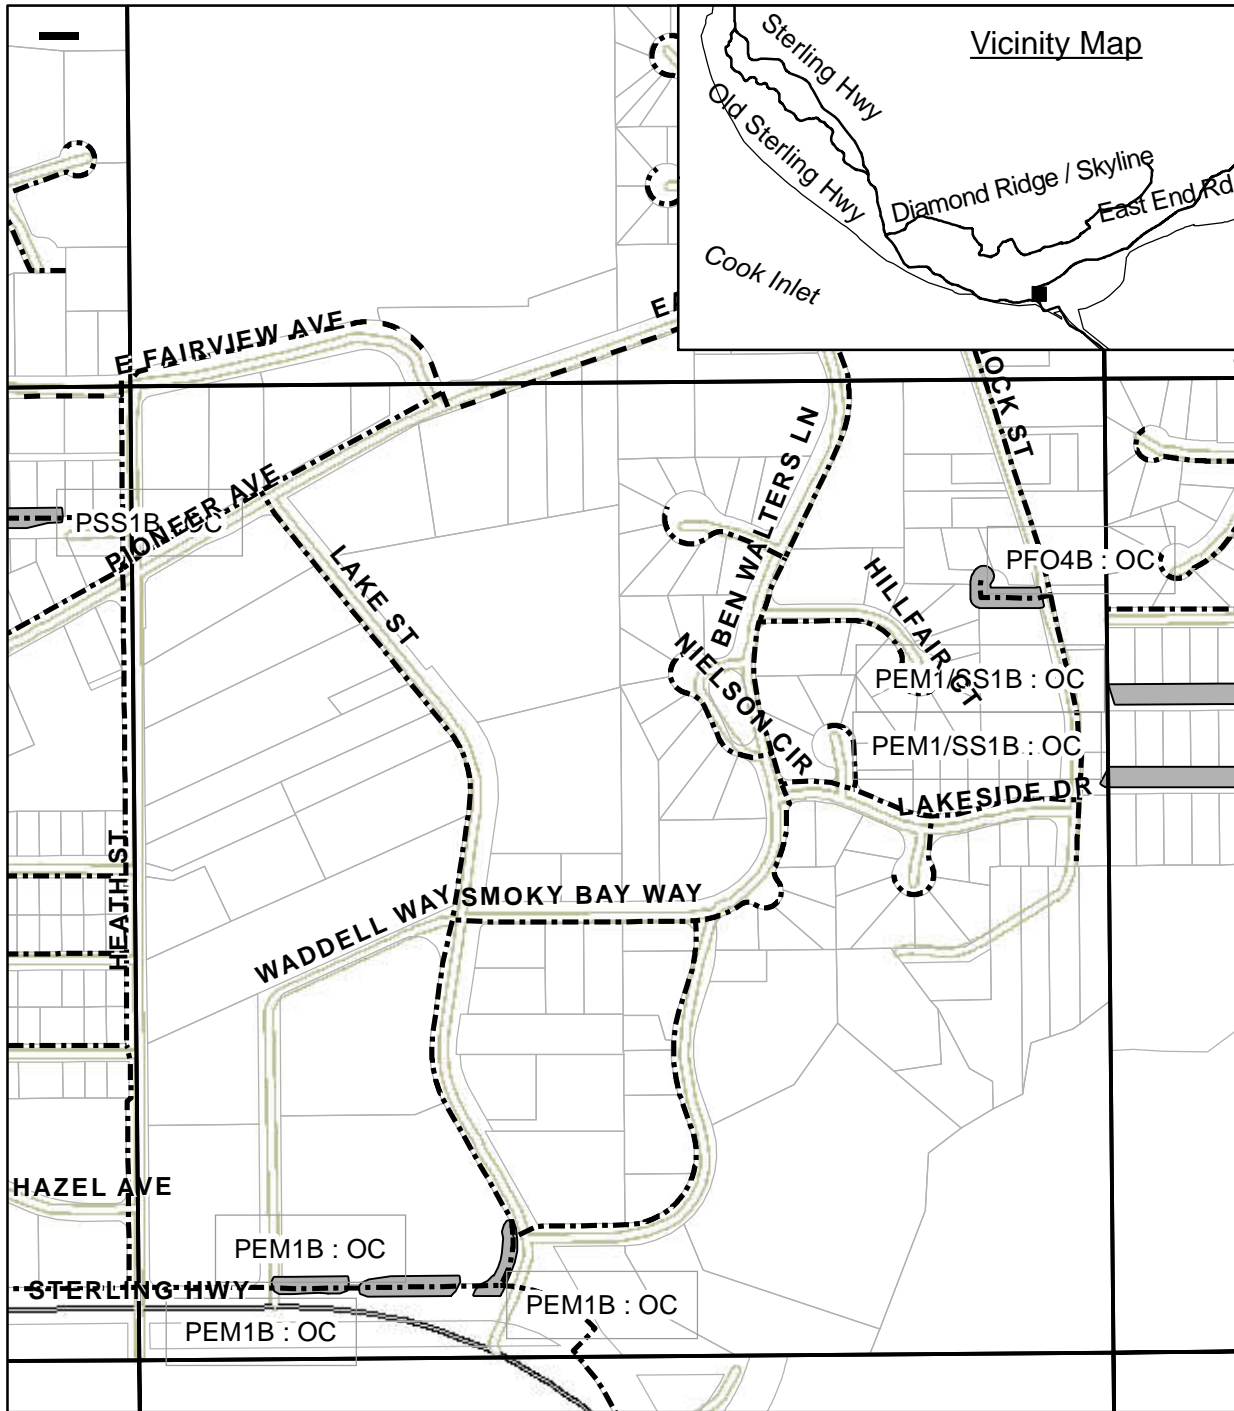 Vicinity Map
Sterling Hwy
Old Sterling Hwy
Diamond Ridge / Skyline
East End Rd
Cook Inlet
E FAIRVIEW AVE
OCK ST
PIONEER AVE
PSS1B : OC
BEN WALTERS LN
LAKE ST
HILLFAIR CT
PFO4B : OC
NIELSON CIR
PEM1/SS1B : OC
PEM1/SS1B : OC
LAKESIDE DR
HEATH ST
WADDELL WAY
SMOKY BAY WAY
HAZEL AVE
PEM1B : OC
STERLING HWY
PEM1B : OC
PEM1B : OC